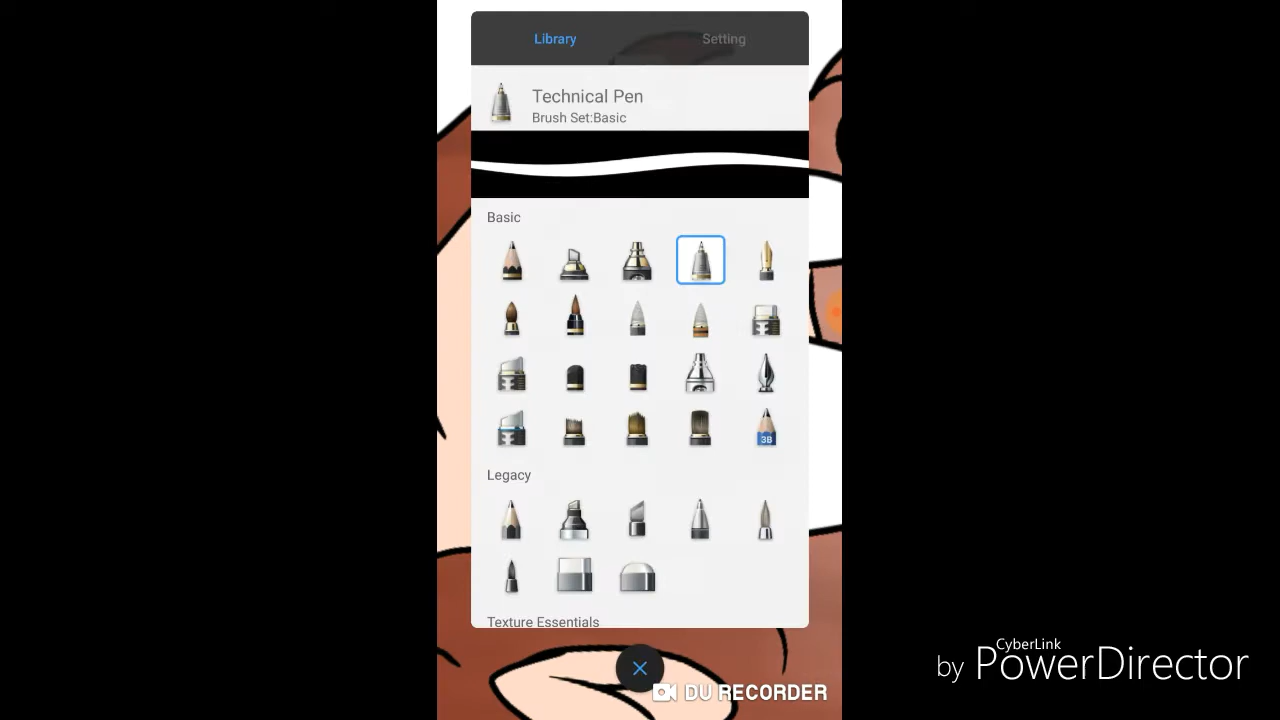 Library
Setting
Technical Pen
Brush Set:Basic
Basic
3B
Legacy
Texture Essentials
CyberLink
by PowerDirector
DU RECORDER